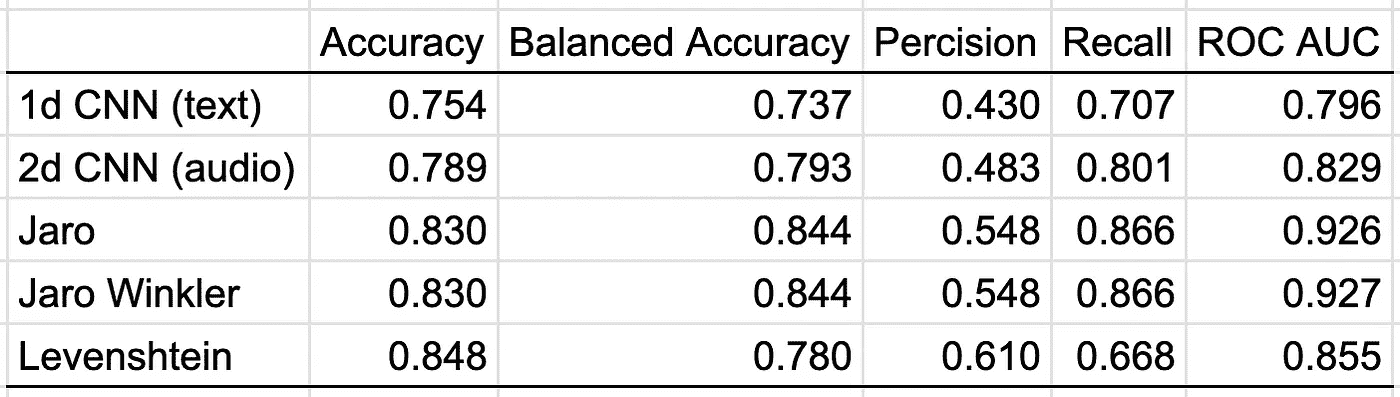 Accuracy Balanced Accuracy Percision Recall ROC AUC
1d CNN (text) 0.754 0.737 0.430 0.707 0.796
2d CNN (audio) 0.789 0.793 0.483 0.801 0.829
Jaro 0.830 0.844 0.548 0.866 0.926
Jaro Winkler 0.830 0.844 0.548 0.866 0.927
Levenshtein 0.848 0.780 0.610 0.668 0.855